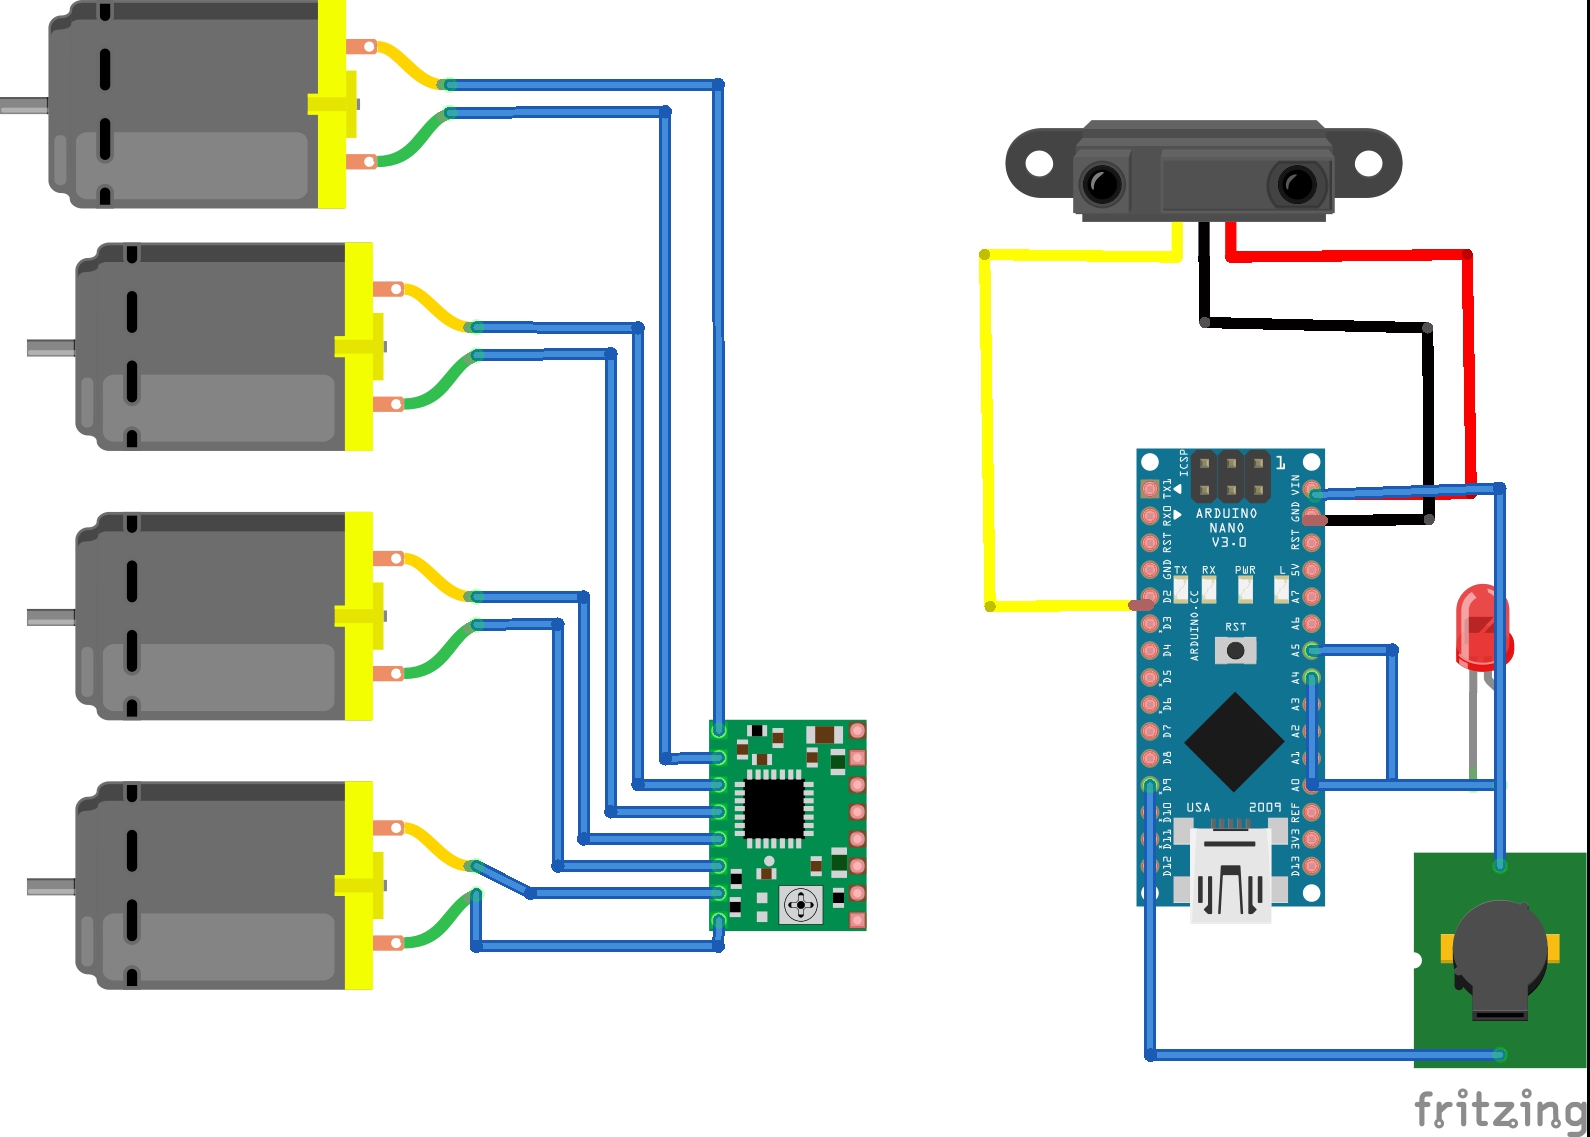 ICSP
1
TX1
RX0
RST
GND
D2
D3
D4
D5
D6
D7
D8
D9
D10
D11
D12
VIN
GND
RST
5V
A7
A6
A5
A4
A3
A2
A1
A0
REF
3V3
D13
ARDUINO
NANO
V3.0
TX RX PWR L
ARDUINO.CC
RST
USA 2009
fritzing